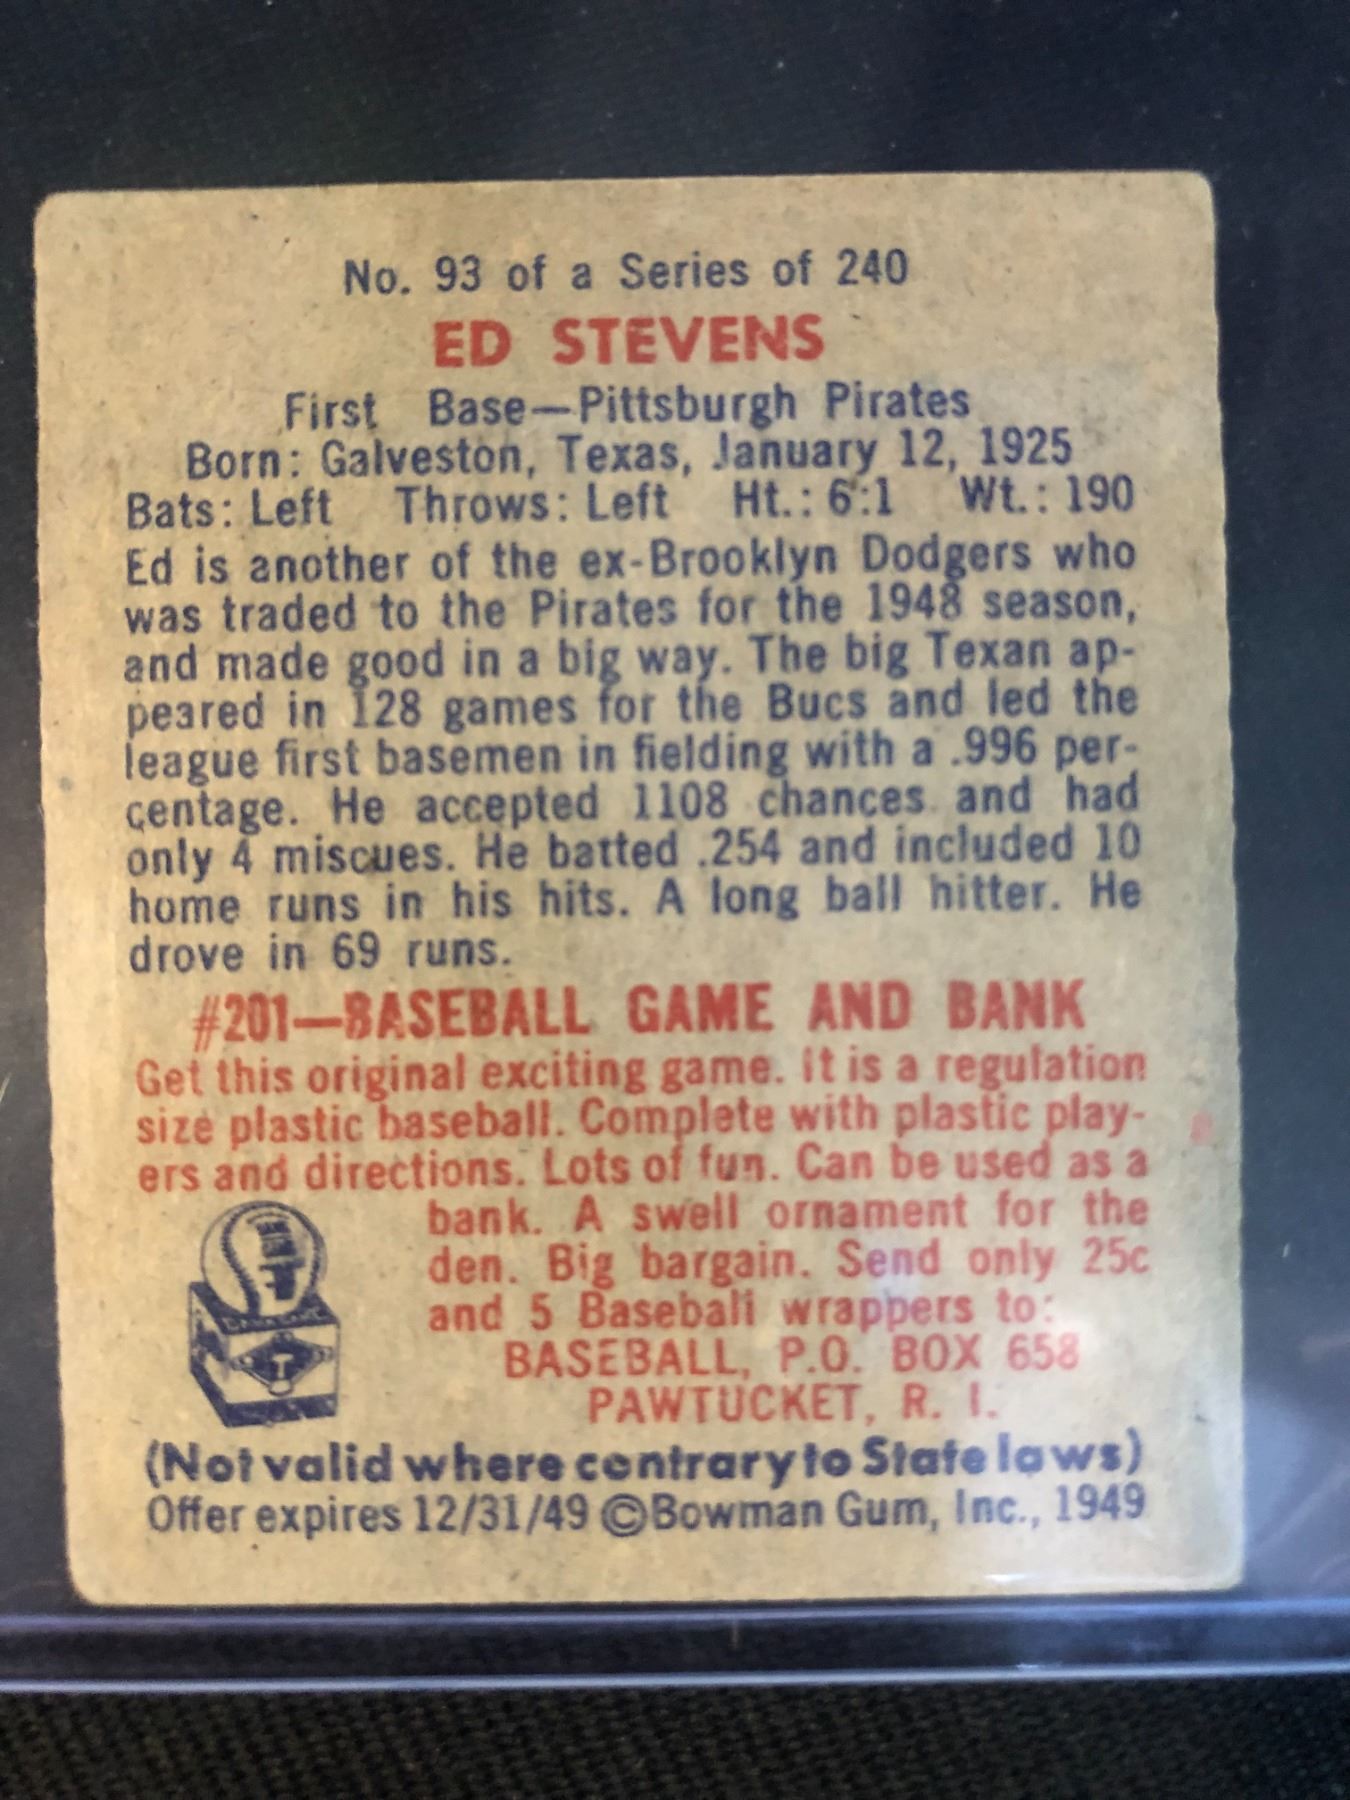 No. 93 of a Series of 240
ED STEVENS
First Base—Pittsburgh Pirates
Born: Galveston, Texas, January 12, 1925
Bats: Left Throws: Left Ht.: 6:1 Wt.: 190
Ed is another of the ex-Brooklyn Dodgers who
was traded to the Pirates for the 1948 season,
and made good in a big way. The big Texan ap-
peared in 128 games for the Bucs and led the
league first basemen in fielding with a .996 per-
centage. He accepted 1108 chances and had
only 4 miscues. He batted .254 and included 10
home runs in his hits. A long ball hitter. He
drove in 69 runs.
#201—BASEBALL GAME AND BANK
Get this original exciting game. It is a regulation
size plastic baseball. Complete with plastic play-
ers and directions. Lots of fun. Can be used as a
bank. A swell ornament for the
den. Big bargain. Send only 25c
and 5 Baseball wrappers to:
BASEBALL, P.O. BOX 658
PAWTUCKET, R. I.
(Not valid where contrary to State laws)
Offer expires 12/31/49 ©Bowman Gum, Inc., 1949